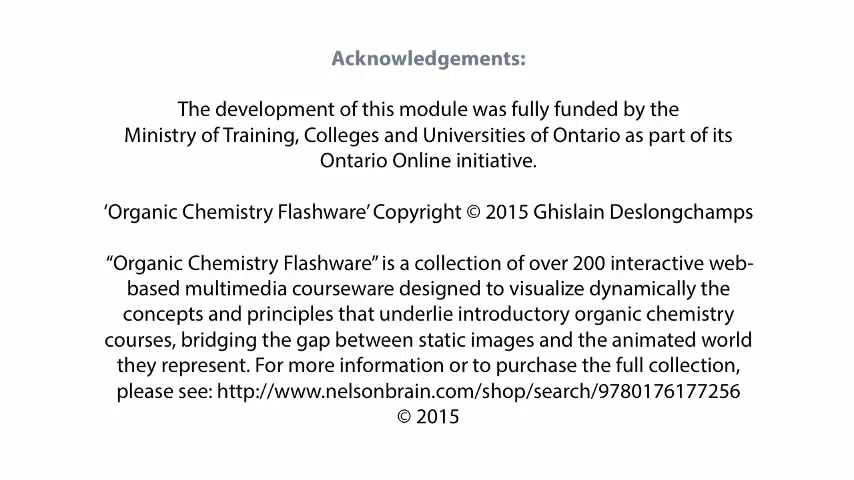 Acknowledgements:
The development of this module was fully funded by the
Ministry of Training, Colleges and Universities of Ontario as part of its
Ontario Online initiative.
‘Organic Chemistry Flashware’ Copyright © 2015 Ghislain Deslongchamps
“Organic Chemistry Flashware” is a collection of over 200 interactive web-
based multimedia courseware designed to visualize dynamically the
concepts and principles that underlie introductory organic chemistry
courses, bridging the gap between static images and the animated world
they represent. For more information or to purchase the full collection,
please see: http://www.nelsonbrain.com/shop/search/9780176177256
© 2015